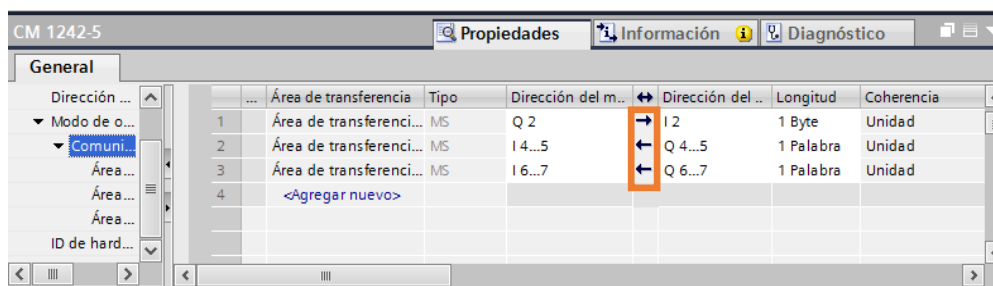 CM 1242-5 Propiedades Información Diagnóstico
General
Dirección ... ... Área de transferencia Tipo Dirección del m... Dirección del ... Longitud Coherencia
Modo de o... 1 Área de transferenci... MS Q 2 → I 2 1 Byte Unidad
Comuni... 2 Área de transferenci... MS I 4...5 ← Q 4...5 1 Palabra Unidad
Área... 3 Área de transferenci... MS I 6...7 ← Q 6...7 1 Palabra Unidad
Área... 4 <Agregar nuevo>
Área...
ID de hard...